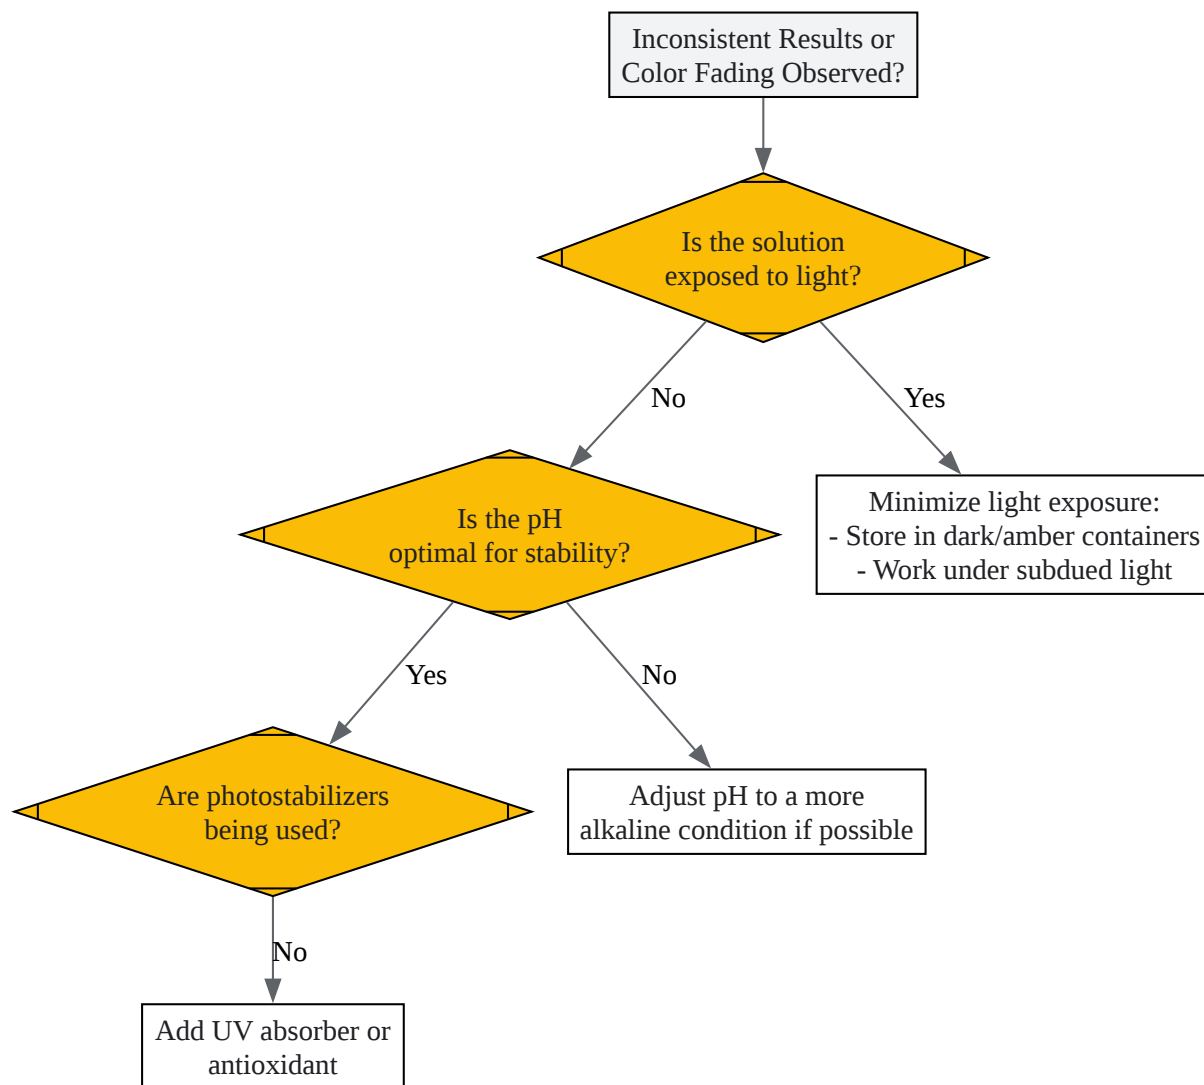 Inconsistent Results or
Color Fading Observed?
Is the solution
exposed to light?
No
Yes
Is the pH
optimal for stability?
Minimize light exposure:
- Store in dark/amber containers
- Work under subdued light
Yes
No
Are photostabilizers
being used?
Adjust pH to a more
alkaline condition if possible
No
Add UV absorber or
antioxidant